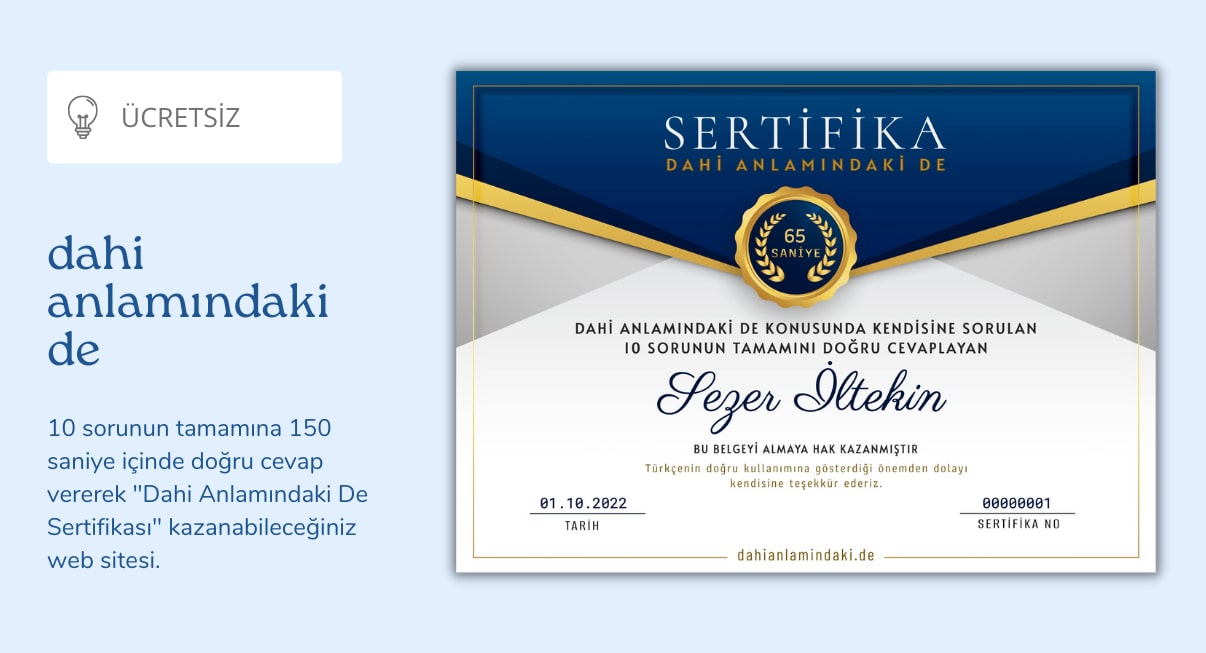 ÜCRETSİZ
dahi
anlamındaki
de
10 sorunun tamamına 150
saniye içinde doğru cevap
vererek "Dahi Anlamındaki De
Sertifikası" kazanabileceğiniz
web sitesi.
SERTİFİKA
DAHİ ANLAMINDAKİ DE
65
SANİYE
DAHİ ANLAMINDAKİ DE KONUSUNDA KENDİSİNE SORULAN
10 SORUNUN TAMAMINI DOĞRU CEVAPLAYAN
Sezer İltekin
BU BELGEYİ ALMAYA HAK KAZANMIŞTIR
Türkçenin doğru kullanımına gösterdiği önemden dolayı
kendisine teşekkür ederiz.
01.10.2022
TARİH
00000001
SERTİFİKA NO
dahianlamindaki.de